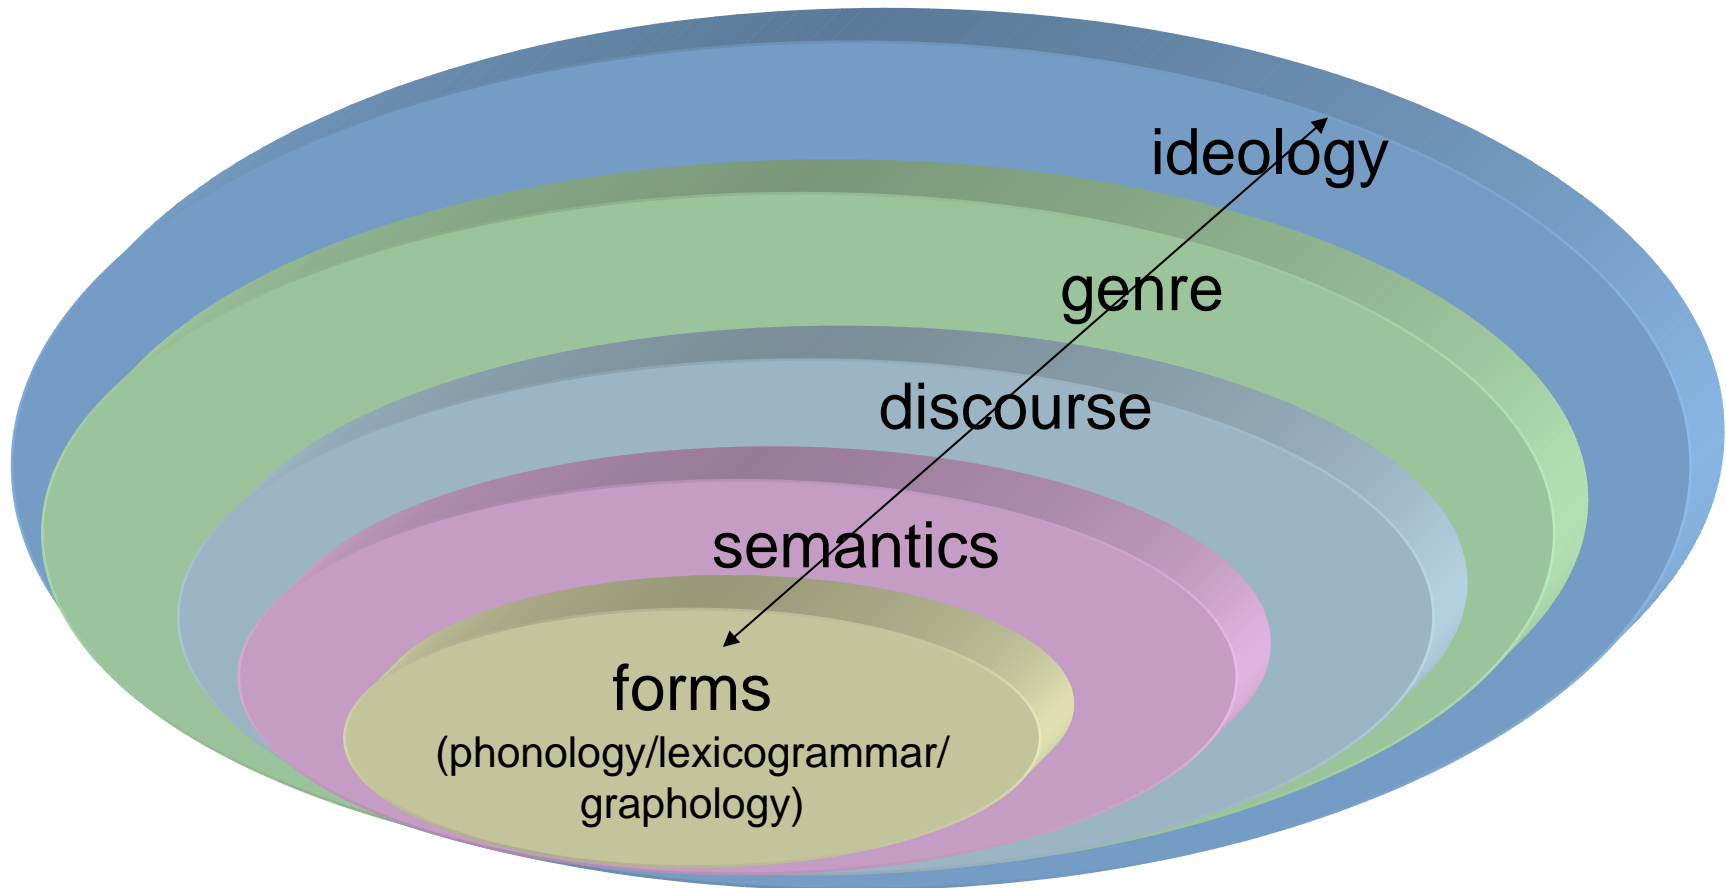 ideology
genre
discourse
semantics
forms
(phonology/lexicogrammar/
graphology)